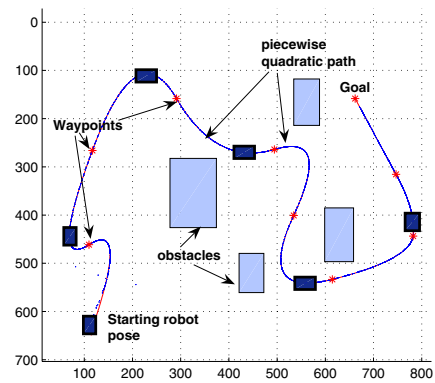 0
piecewise
quadratic path
100
Goal
200
Waypoints
300
400
obstacles
500
600
Starting robot
pose
700
100 200 300 400 500 600 700 800